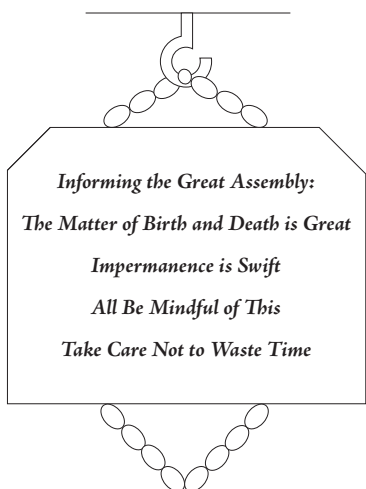 Informing the Great Assembly:
The Matter of Birth and Death is Great
Impermanence is Swift
All Be Mindful of This
Take Care Not to Waste Time